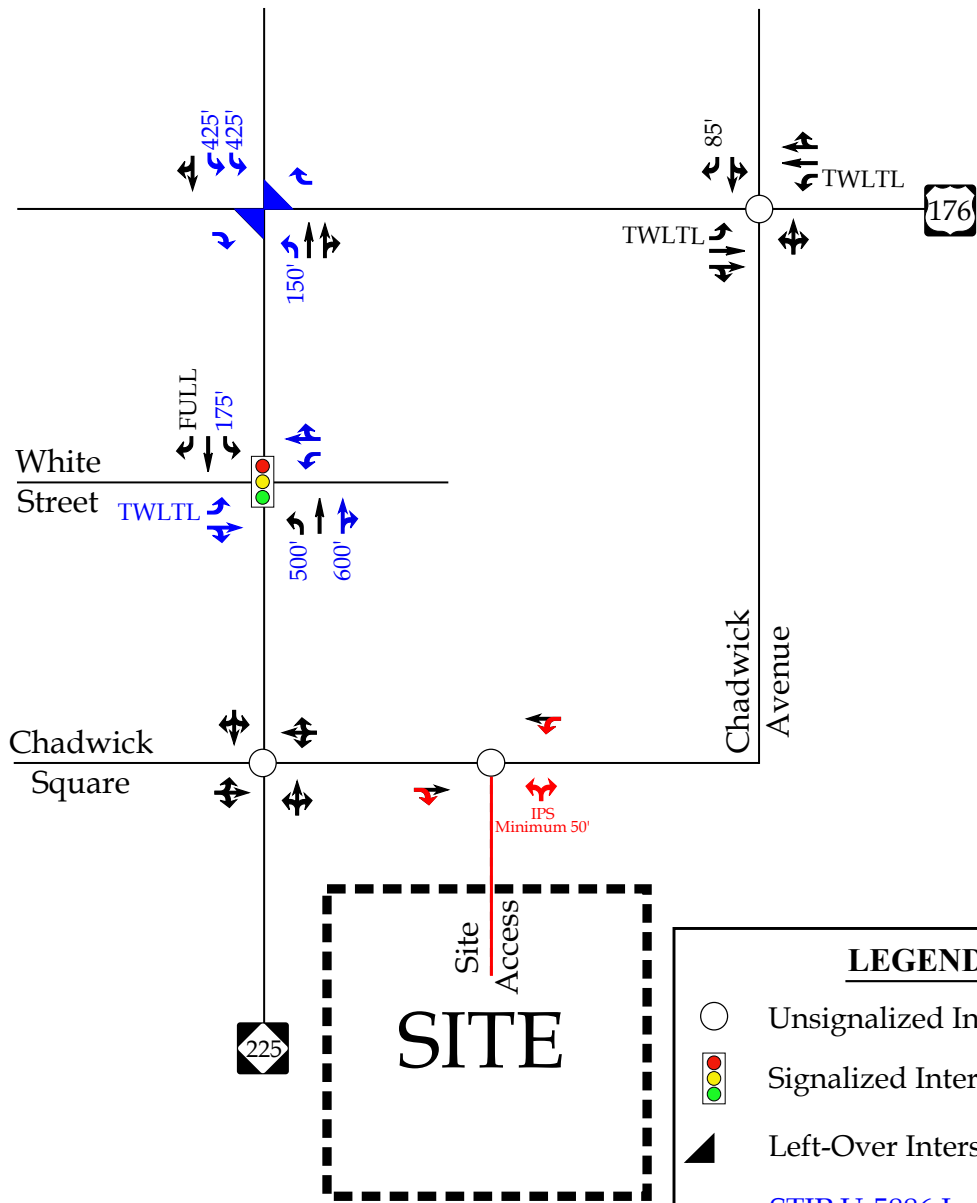 425'
425'
85'
TWLTL
TWLTL
176
150'
FULL
175'
White
Street
TWLTL
500'
600'
Chadwick
Avenue
Chadwick
Square
IPS
Minimum 50'
Site
Access
SITE
225
LEGEND
Unsignalized In
Signalized Inter
Left-Over Inters